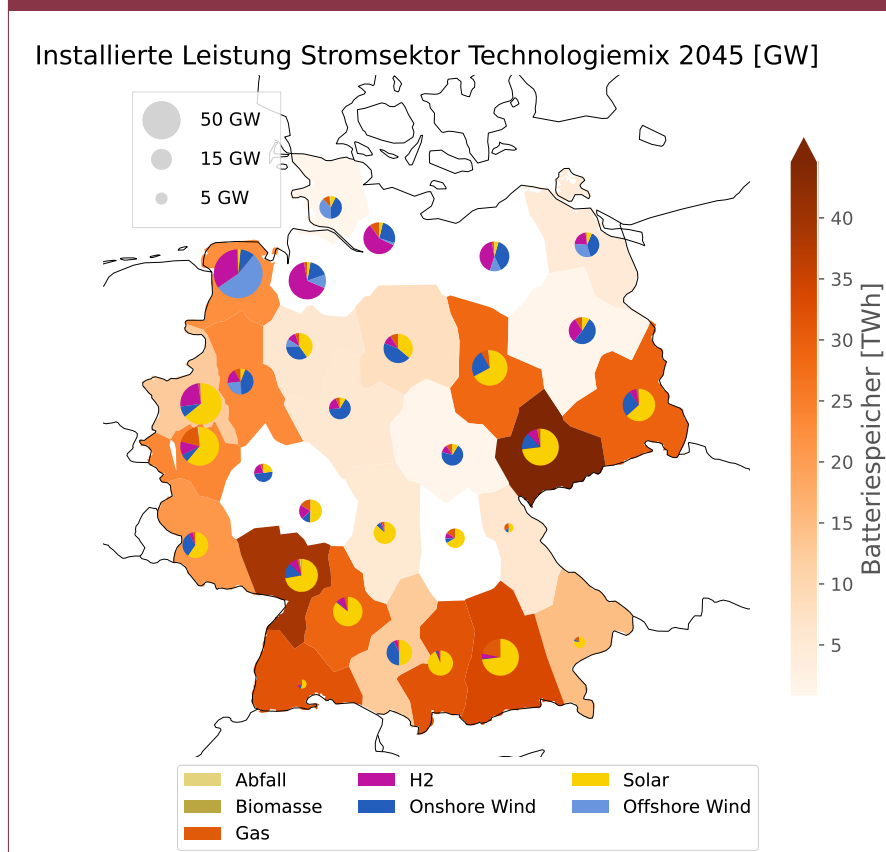 Installierte Leistung Stromsektor Technologiemix 2045 [GW]
50 GW
15 GW
5 GW
40
35
30
25
20
15
10
5
Batteriespeicher [TWh]
Abfall
H2
Solar
Biomasse
Onshore Wind
Offshore Wind
Gas